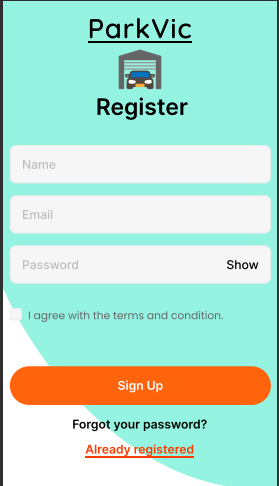 ParkVic
Register
Name
Email
Password Show
I agree with the terms and condition.
Sign Up
Forgot your password?
Already registered